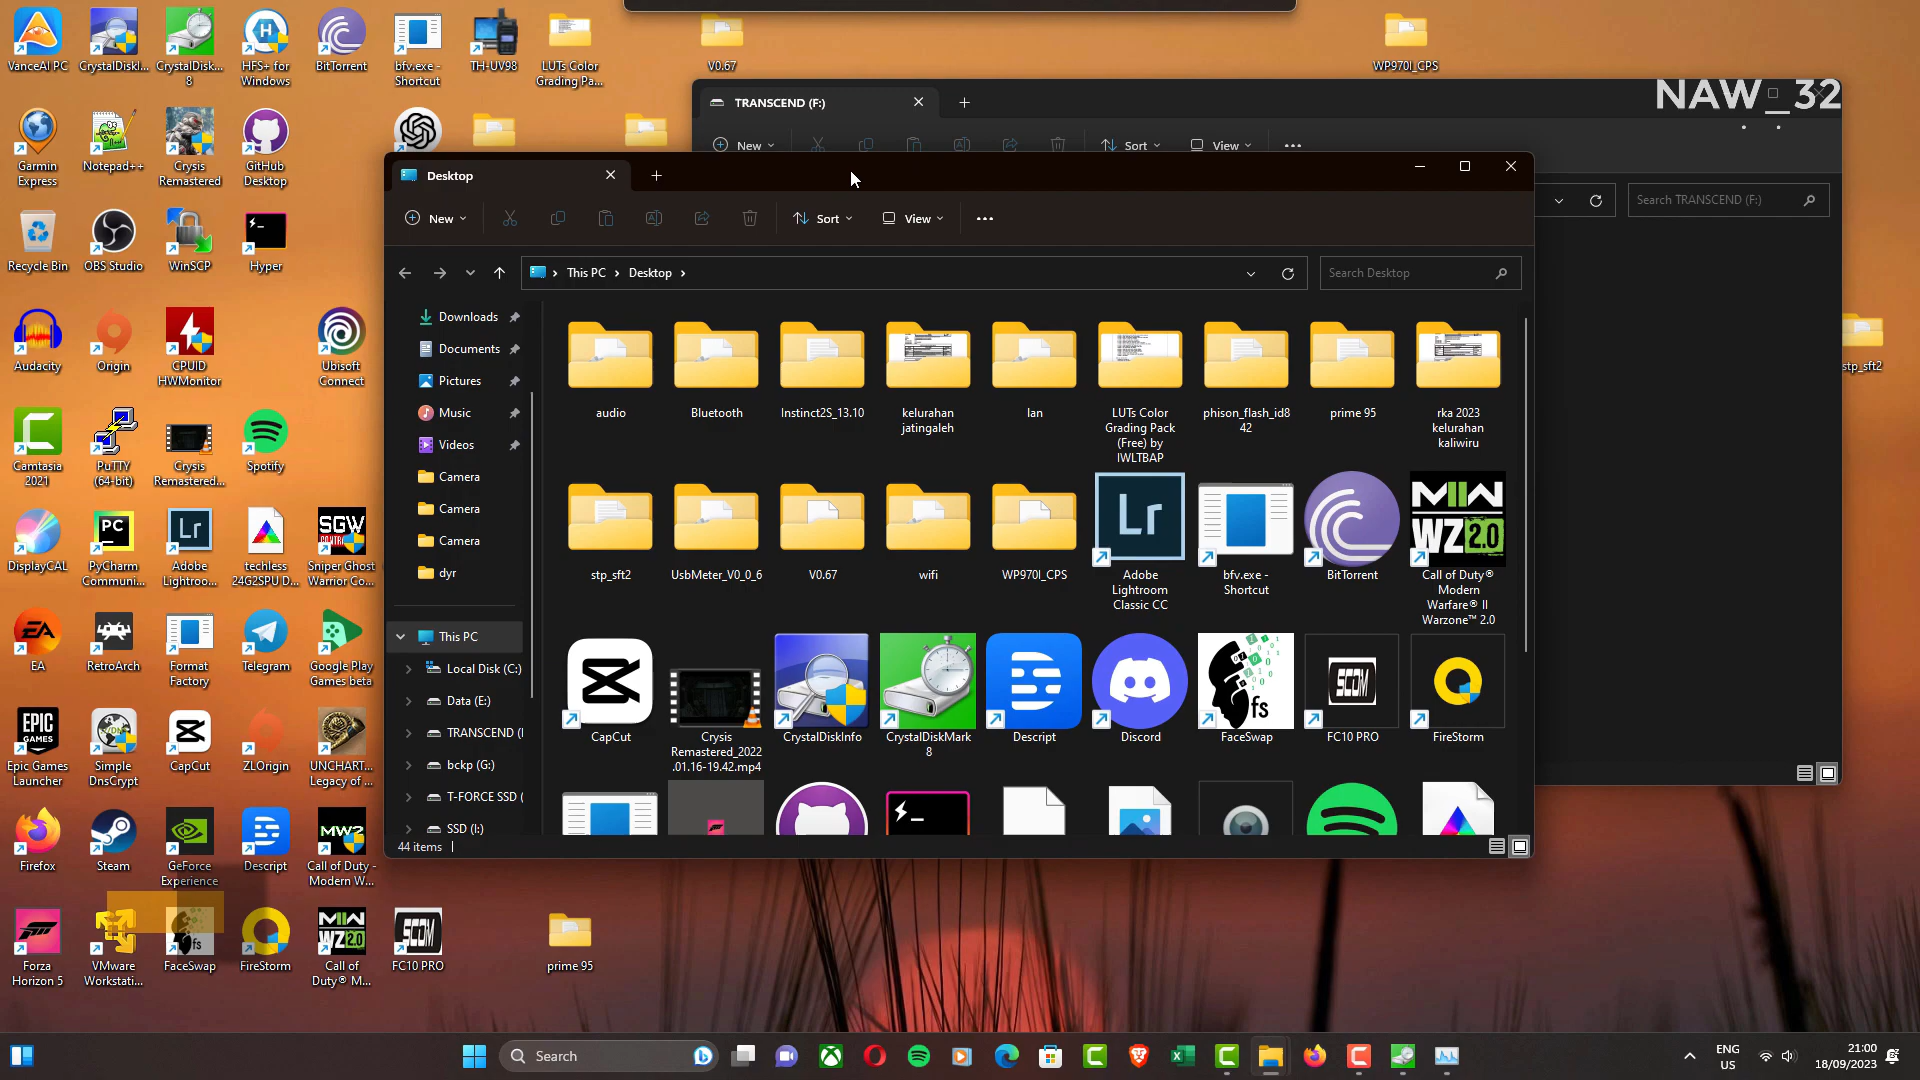 VanceAI PC
CrystalDiskI...
CrystalDisk...
8
HFS+ for
Windows
BitTorrent
bfv.exe -
Shortcut
TH-UV98
LUTs Color
Grading Pa...
V0.67
WP970I_CPS
NAW_32
Garmin
Express
Notepad++
Crysis
Remastered
GitHub
Desktop
TRANSCEND (F:)
New
Sort
View
Search TRANSCEND (F:)
Recycle Bin
OBS Studio
WinSCP
Hyper
Audacity
Origin
CPUID
HWMonitor
Ubisoft
Connect
stp_sft2
Camtasia
2021
PuTTY
(64-bit)
Crysis
Remastered...
Spotify
DisplayCAL
PyCharm
Communi...
Adobe
Lightroo...
techless
24G2SPU D...
Sniper Ghost
Warrior Co...
EA
RetroArch
Format
Factory
Telegram
Google Play
Games beta
Epic Games
Launcher
Simple
DnsCrypt
CapCut
ZLOrigin
UNCHART...
Legacy of ...
Firefox
Steam
GeForce
Experience
Descript
Call of Duty -
Modern W...
Forza
Horizon 5
VMware
Workstati...
FaceSwap
FireStorm
Call of
Duty® M...
FC10 PRO
prime 95
Desktop
New
Sort
View
This PC
Desktop
Search Desktop
Downloads
Documents
Pictures
Music
Videos
Camera
Camera
Camera
dyr
This PC
Local Disk (C:)
Data (E:)
TRANSCEND (
bckp (G:)
T-FORCE SSD (
SSD (I:)
audio
Bluetooth
Instinct2S_13.10
kelurahan
jatingaleh
lan
LUTs Color
Grading Pack
(Free) by
IWLTBAP
phison_flash_id8
42
prime 95
rka 2023
kelurahan
kaliwiru
stp_sft2
UsbMeter_V0_0_6
V0.67
wifi
WP970I_CPS
Adobe
Lightroom
Classic CC
bfv.exe -
Shortcut
BitTorrent
Call of Duty®
Modern
Warfare® II
Warzone™ 2.0
CapCut
Crysis
Remastered_2022
.01.16-19.42.mp4
CrystalDiskInfo
CrystalDiskMark
8
Descript
Discord
FaceSwap
FC10 PRO
FireStorm
44 items
Search
ENG
US
21:00
18/09/2023